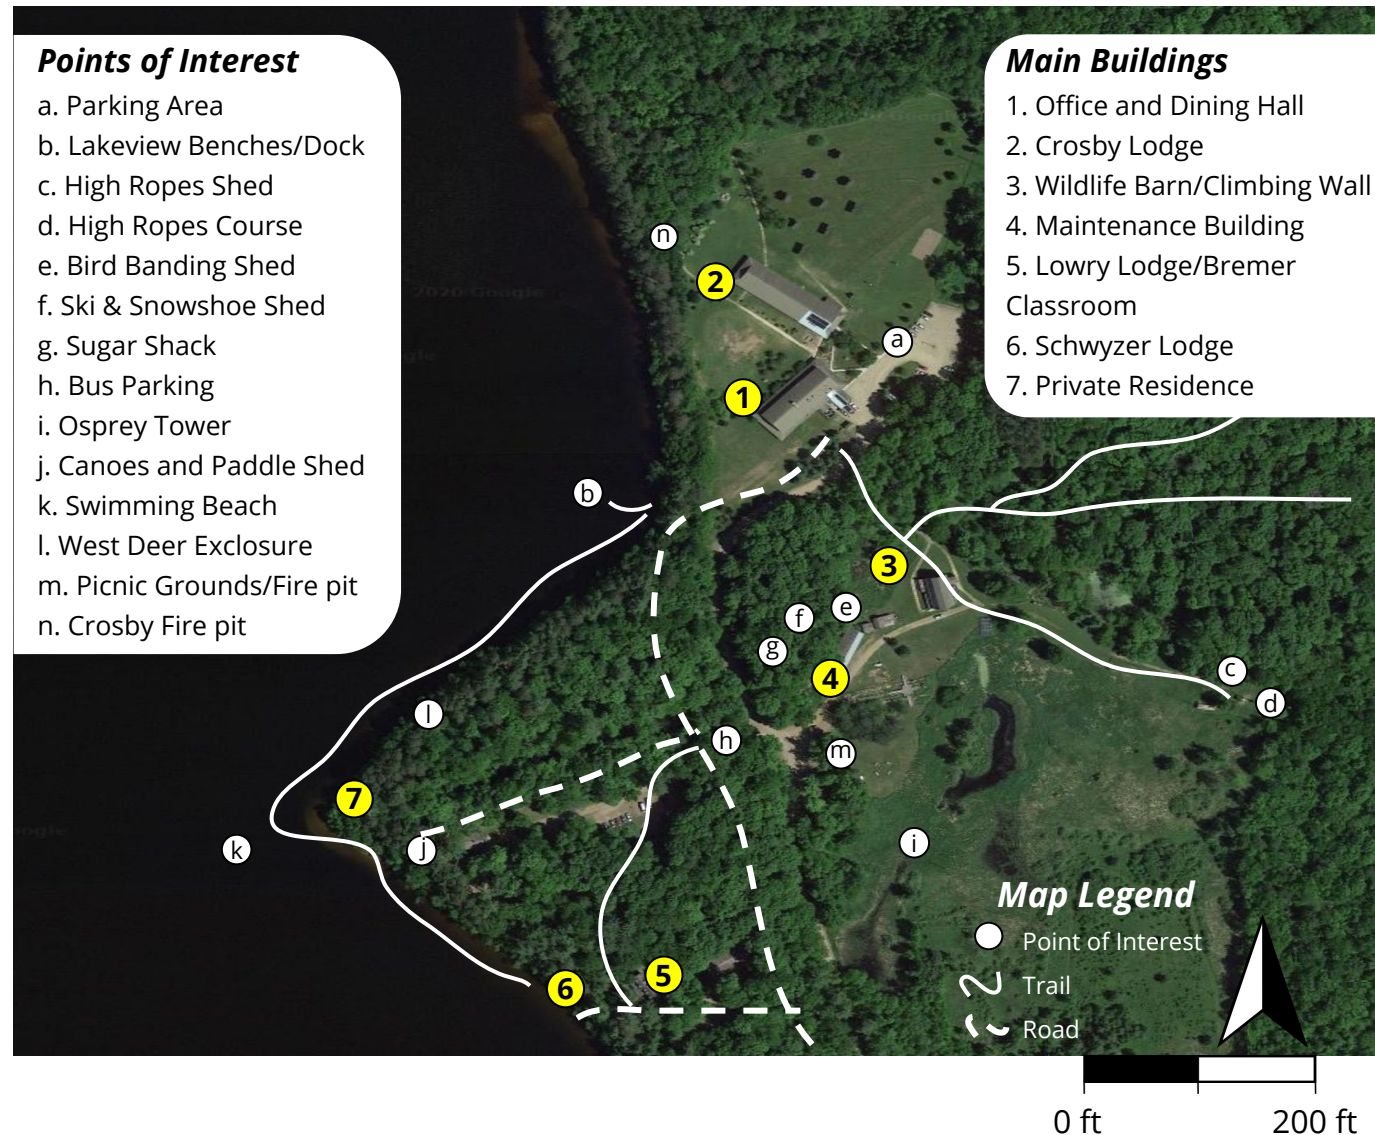 Points of Interest
a. Parking Area
b. Lakeview Benches/Dock
c. High Ropes Shed
d. High Ropes Course
e. Bird Banding Shed
f. Ski & Snowshoe Shed
g. Sugar Shack
h. Bus Parking
i. Osprey Tower
j. Canoes and Paddle Shed
k. Swimming Beach
l. West Deer Exclosure
m. Picnic Grounds/Fire pit
n. Crosby Fire pit
Main Buildings
1. Office and Dining Hall
2. Crosby Lodge
3. Wildlife Barn/Climbing Wall
4. Maintenance Building
5. Lowry Lodge/Bremer
Classroom
6. Schwyzer Lodge
7. Private Residence
n
2
2020 Google
a
1
b
3
e
f
g
4
c
d
l
h
m
7
j
k
i
5
6
Map Legend
Point of Interest
Trail
Road
0 ft
200 ft